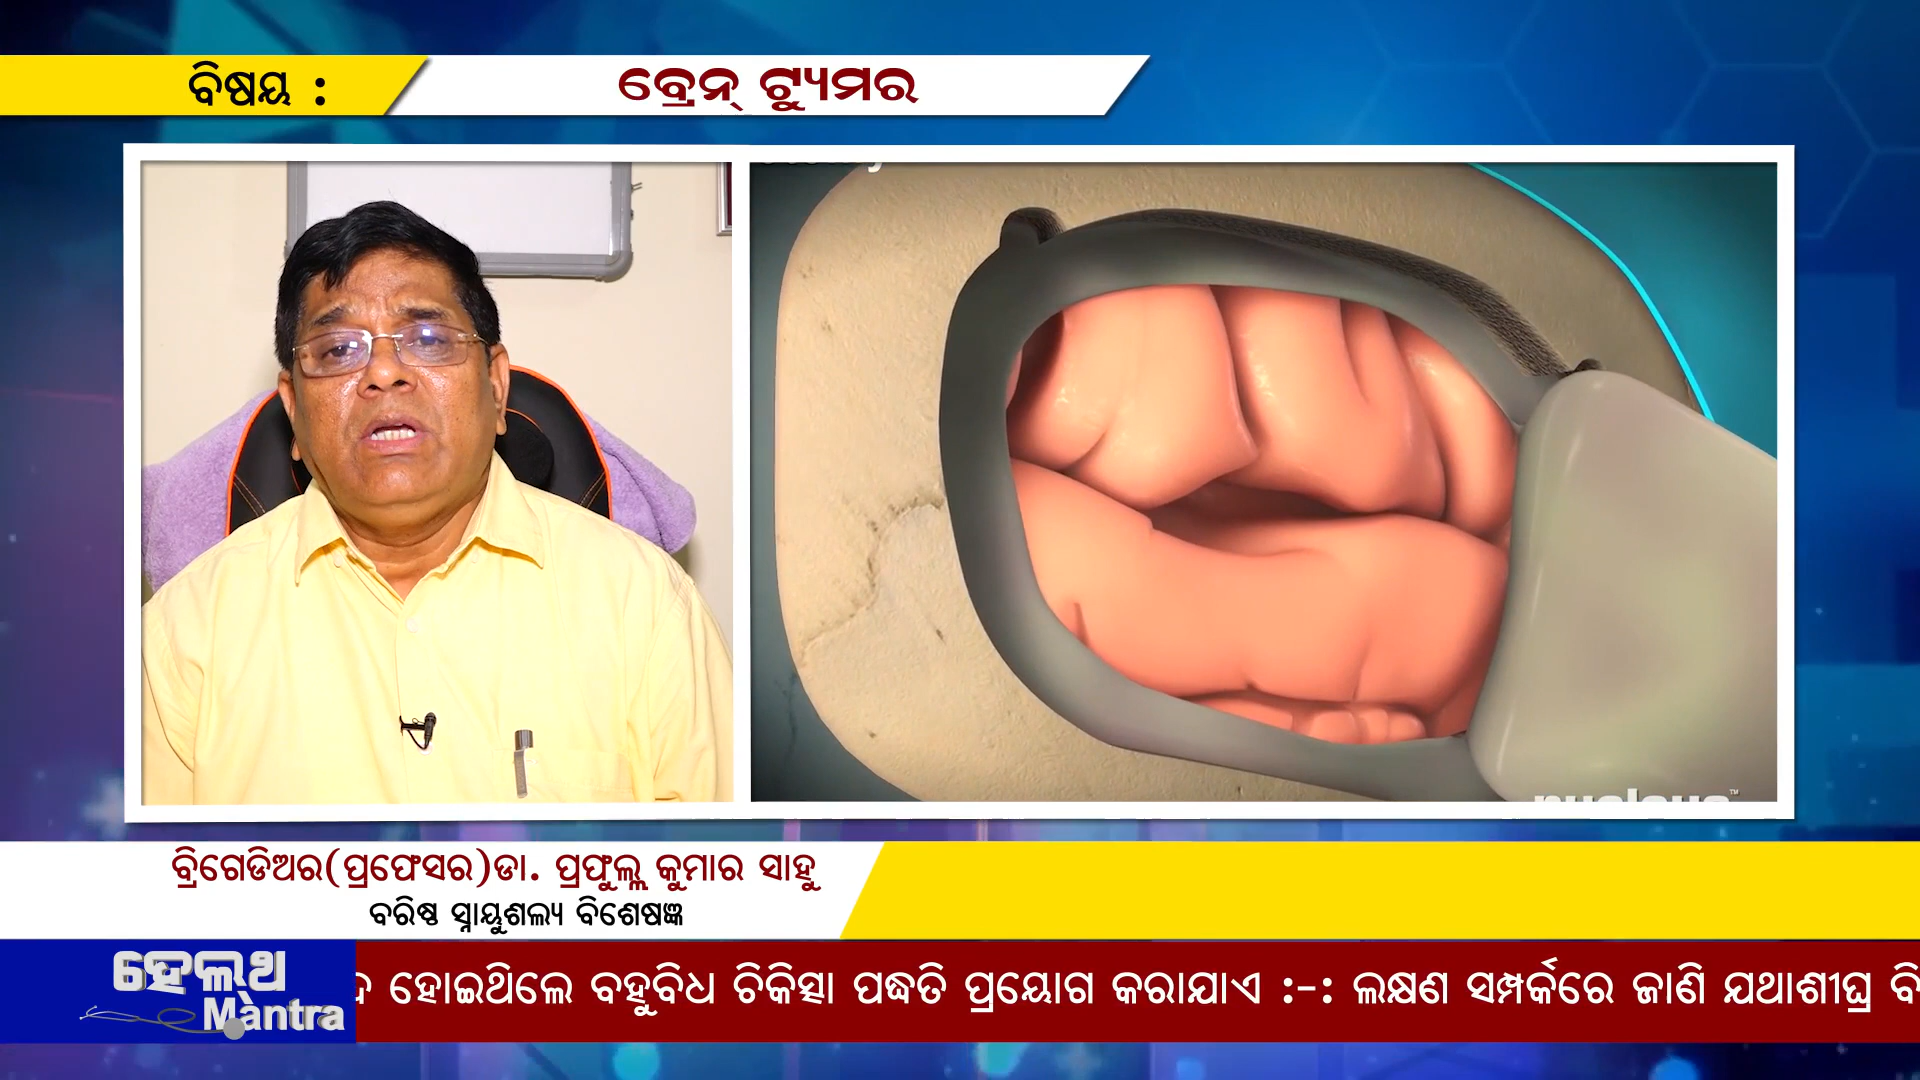 ବିଷୟ : ବ୍ରେନ୍ ଟ୍ୟୁମର
ବ୍ରିଗେଡିଅର(ପ୍ରଫେସର)ଡା. ପ୍ରଫୁଲ୍ଲ କୁମାର ସାହୁ
ବରିଷ୍ଠ ସ୍ନାୟୁଶଲ୍ୟ ବିଶେଷଜ୍ଞ
ହେଲଥ
Mantra
ହୋଇଥିଲେ ବହୁବିଧ ଚିକିତ୍ସା ପଦ୍ଧତି ପ୍ରୟୋଗ କରାଯାଏ :-: ଲକ୍ଷଣ ସମ୍ପର୍କରେ ଜାଣି ଯଥାଶୀଘ୍ର ବି